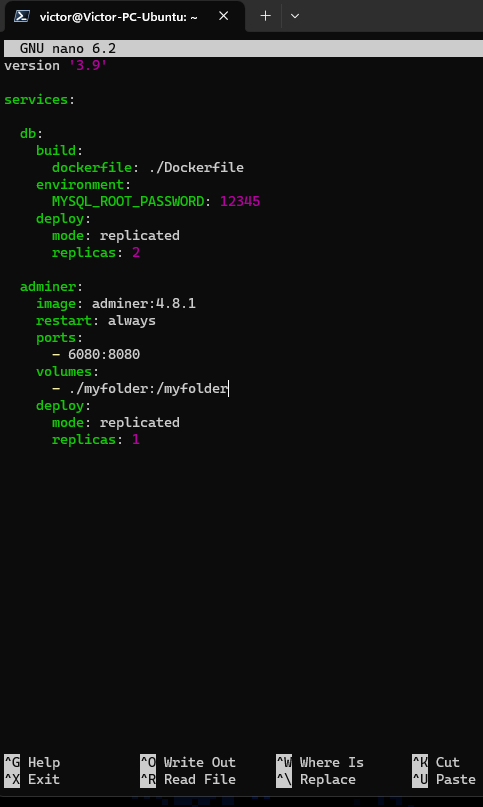 victor@Victor-PC-Ubuntu: ~
GNU nano 6.2
version '3.9'

services:

  db:
    build:
      dockerfile: ./Dockerfile
    environment:
      MYSQL_ROOT_PASSWORD: 12345
    deploy:
      mode: replicated
      replicas: 2

  adminer:
    image: adminer:4.8.1
    restart: always
    ports:
      - 6080:8080
    volumes:
      - ./myfolder:/myfolder
    deploy:
      mode: replicated
      replicas: 1

^G Help ^O Write Out ^W Where Is ^K Cut
^X Exit ^R Read File ^\ Replace ^U Paste